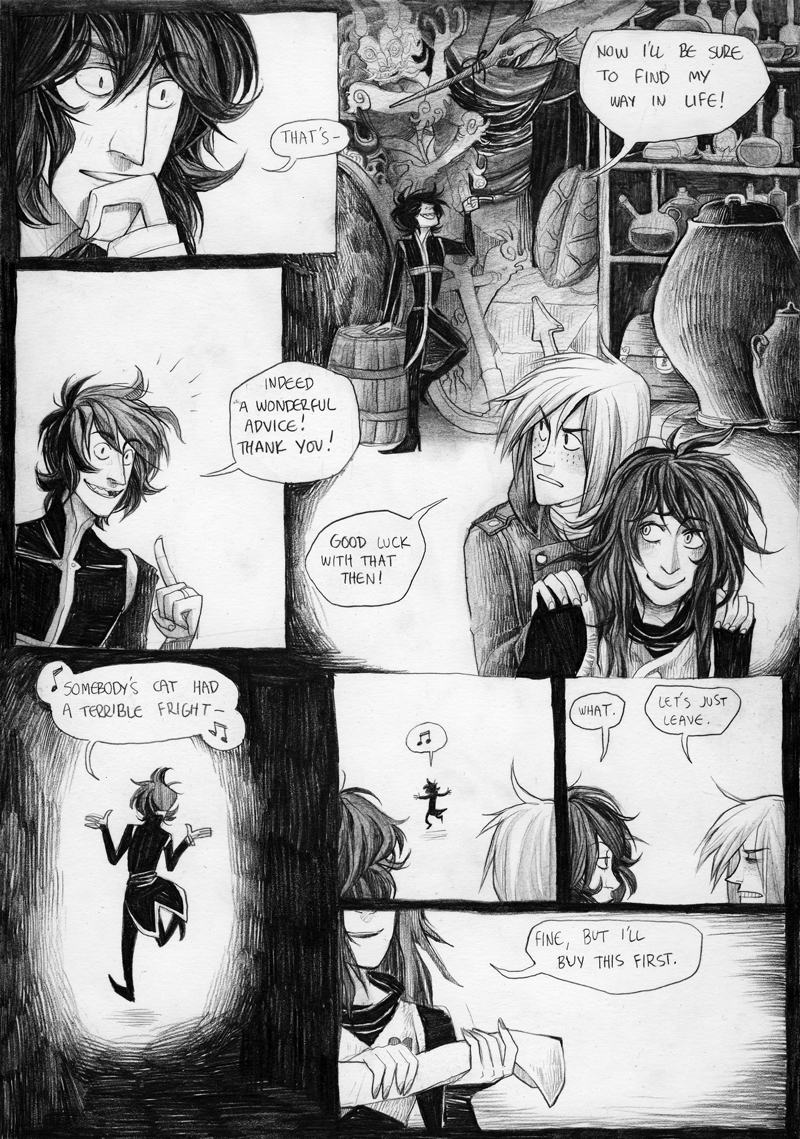 THAT'S-
NOW I'LL BE SURE
TO FIND MY
WAY IN LIFE!
INDEED
A WONDERFUL
ADVICE!
THANK YOU!
GOOD LUCK
WITH THAT
THEN!
SOMEBODY'S CAT HAD
A TERRIBLE FRIGHT-
WHAT.
LET'S JUST
LEAVE.
FINE, BUT I'LL
BUY THIS FIRST.